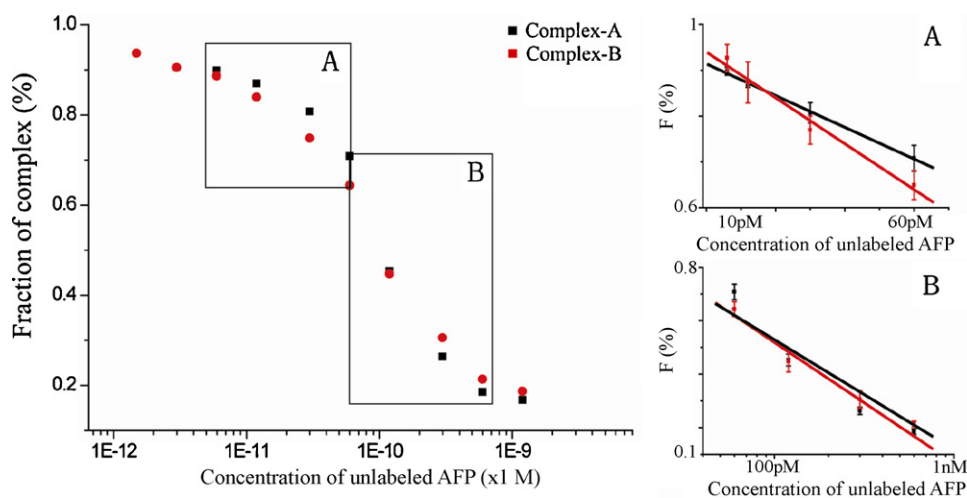 1.0
0.8
0.6
0.4
0.2
Fraction of complex (%)
A
B
Complex-A
Complex-B
1E-12
1E-11
1E-10
1E-9
Concentration of unlabeled AFP (x1 M)
A
1
F (%)
0.6
10pM
60pM
Concentration of unlabeled AFP
B
0.8
F (%)
0.1
100pM
1nM
Concentration of unlabeled AFP